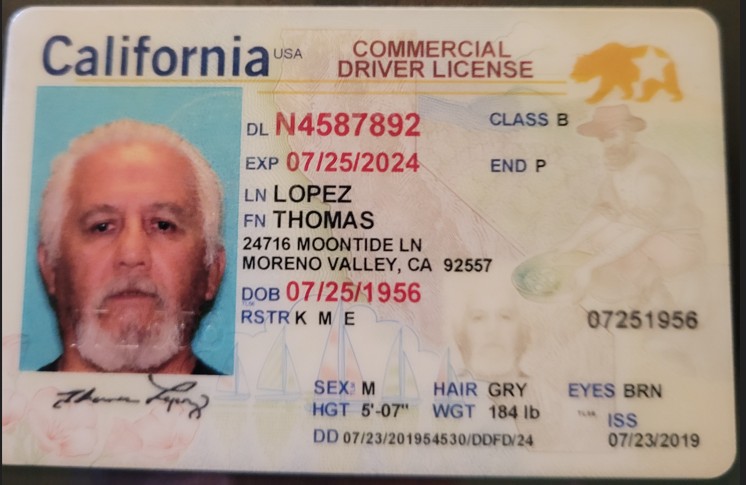 California USA COMMERCIAL
DRIVER LICENSE
DL N4587892 CLASS B
EXP 07/25/2024 END P
LN LOPEZ
FN THOMAS
24716 MOONTIDE LN
MORENO VALLEY, CA 92557
DOB 07/25/1956
RSTR K M E 07251956
Thomas Lopez
SEX: M HAIR GRY EYES BRN
HGT 5'-07" WGT 184 lb
ISS
DD 07/23/201954530/DDFD/24 07/23/2019